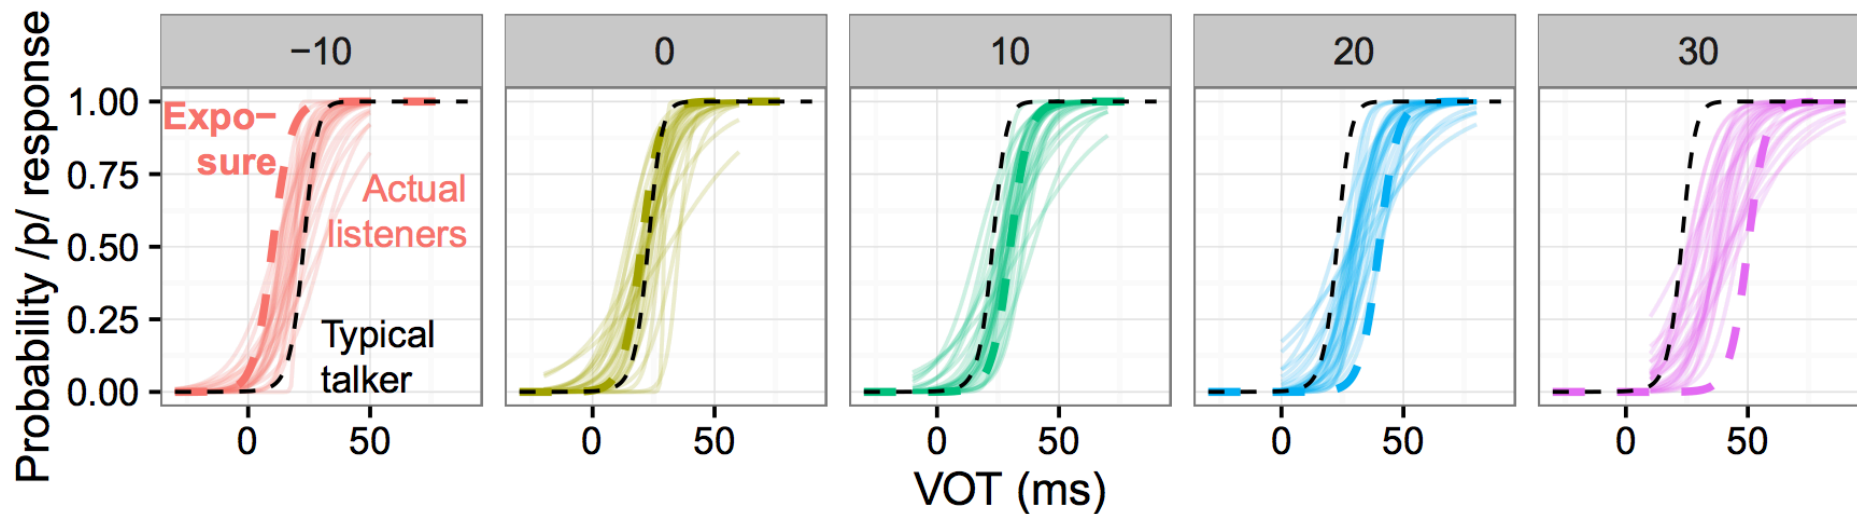 −10
0
10
20
30
Probability /p/ response
1.00
0.75
0.50
0.25
0.00
Expo−
sure
Actual
listeners
Typical
talker
0 50
0 50
0 50
0 50
0 50
VOT (ms)